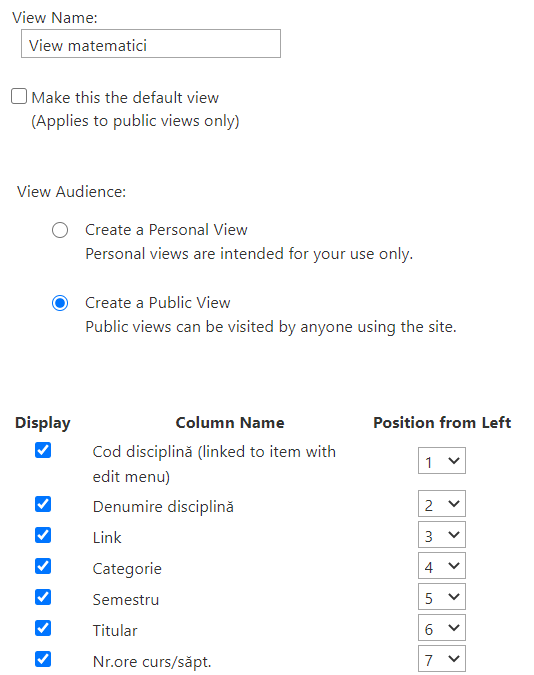 View Name:
View matematici
Make this the default view
(Applies to public views only)
View Audience:
Create a Personal View
Personal views are intended for your use only.
Create a Public View
Public views can be visited by anyone using the site.
Display Column Name Position from Left
Cod disciplină (linked to item with
edit menu) 1
Denumire disciplină 2
Link 3
Categorie 4
Semestru 5
Titular 6
Nr.ore curs/săpt. 7